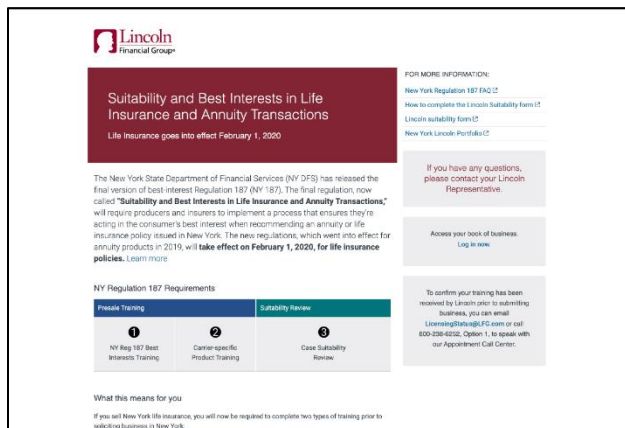 Lincoln
Financial Group®
Suitability and Best Interests in Life
Insurance and Annuity Transactions
Life Insurance goes into effect February 1, 2020
The New York State Department of Financial Services (NY DFS) has released the
final version of best-interest Regulation 187 (NY 187). The final regulation, now
called "Suitability and Best Interests in Life Insurance and Annuity Transactions,"
will require producers and insurers to implement a process that ensures they're
acting in the consumer's best interest when recommending an annuity or life
insurance policy issued in New York. The new regulations, which went into effect for
annuity products in 2019, will take effect on February 1, 2020, for life insurance
policies. Learn more
NY Regulation 187 Requirements
Presale Training
Suitability Review
1
NY Reg 187 Best
Interests Training
2
Carrier-specific
Product Training
3
Case Suitability
Review
What this means for you
If you sell New York life insurance, you will now be required to complete two types of training prior to
soliciting business in New York:
FOR MORE INFORMATION:
New York Regulation 187 FAQ
How to complete the Lincoln Suitability form
Lincoln suitability form
New York Lincoln Portfolio
If you have any questions,
please contact your Lincoln
Representative.
Access your book of business.
Log in now.
To confirm your training has been
received by Lincoln prior to submitting
business, you can email
LicensingStatus@LFG.com or call
800-238-6252, Option 1, to speak with
our Appointment Call Center.